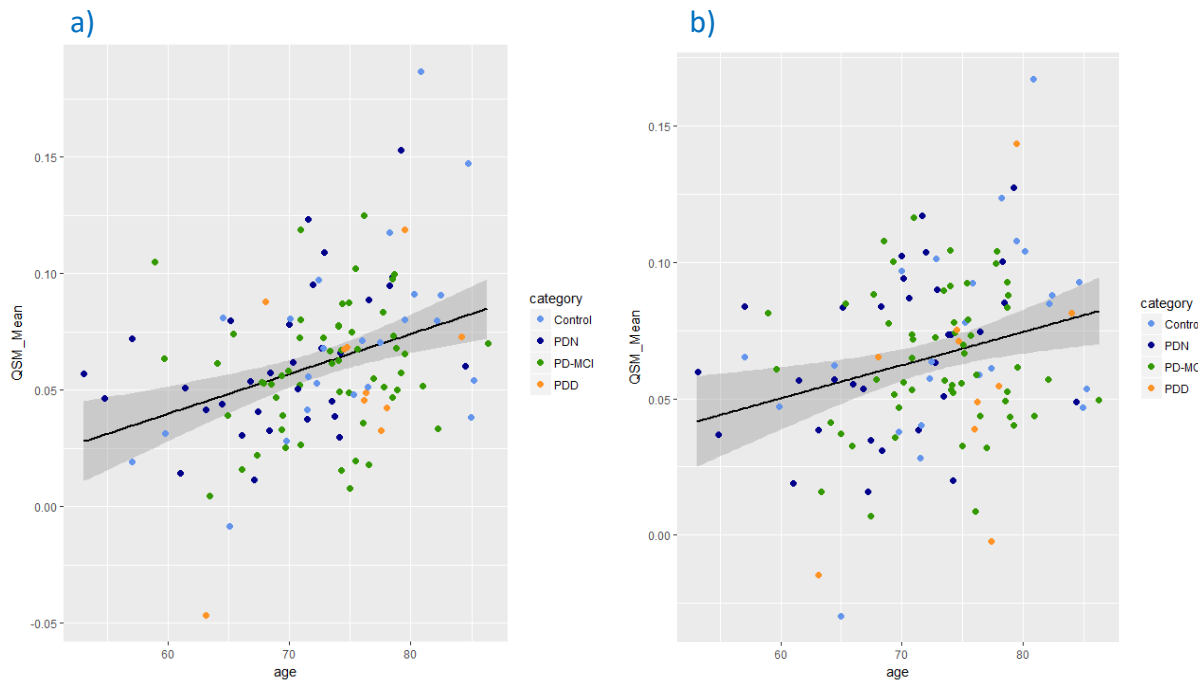 a)
QSM_Mean
0.15
0.10
0.05
0.00
-0.05
60
70
80
age
category
Control
PDN
PD-MCI
PDD
b)
QSM_Mean
0.15
0.10
0.05
0.00
60
70
80
age
category
Control
PDN
PD-MCI
PDD